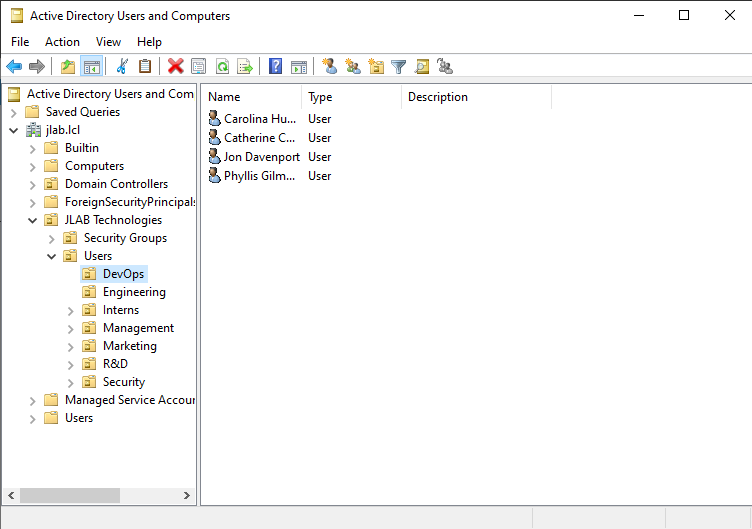 Active Directory Users and Computers
File Action View Help
Active Directory Users and Com
Saved Queries
jlab.lcl
Builtin
Computers
Domain Controllers
ForeignSecurityPrincipals
JLAB Technologies
Security Groups
Users
DevOps
Engineering
Interns
Management
Marketing
R&D
Security
Managed Service Accour
Users
Name Type Description
Carolina Hu... User
Catherine C... User
Jon Davenport User
Phyllis Gilm... User